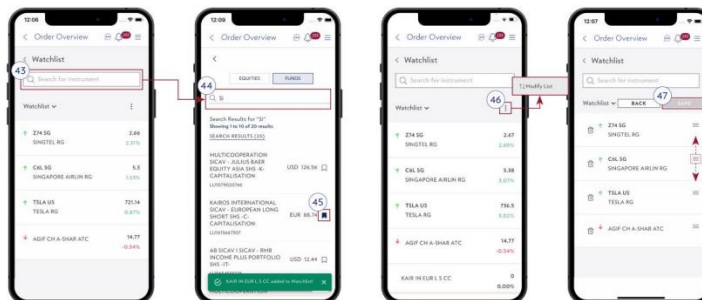 12:08
Order Overview
Watchlist
43
Search for instrument
Watchlist
Z74 SG 2.66
SINGTEL RG 2.31%
C6L SG 5.3
SINGAPORE AIRLIN RG 1.53%
TSLA US 721.14
TESLA RG 0.87%
AGIF CH A-SHAR ATC 14.77
-0.54%
12:09
Order Overview
EQUITIES FUNDS
44
Si
Search Results for "Si"
Showing 1 to 10 of 20 results
SEARCH RESULTS (20)
MULTICOOPERATION
SICAV - JULIUS BAER
EQUITY ASIA SHS -K-
CAPITALISATION
USD 126.56
KAIROS INTERNATIONAL
SICAV - EUROPEAN LONG
SHORT SHS -C-
CAPITALISATION
EUR 88.74
45
AB SICAV I SICAV - RMB
INCOME PLUS PORTFOLIO
SHS -IT-
USD 12.44
KAIR IN EUR L S CC added to Watchlist!
Order Overview
Watchlist
Search for instrument
Watchlist
46
Modify List
Z74 SG 2.67
SINGTEL RG 2.69%
C6L SG 5.38
SINGAPORE AIRLIN RG 3.07%
TSLA US 756.5
TESLA RG
AGIF CH A-SHAR ATC 14.77
-0.54%
KAIR IN EUR L S CC 0
0.00%
12:07
Order Overview
Watchlist
Search for instrument
47
Watchlist BACK SAVE
Z74 SG
SINGTEL RG
C6L SG
SINGAPORE AIRLIN RG
TSLA US
TESLA RG
AGIF CH A-SHAR ATC